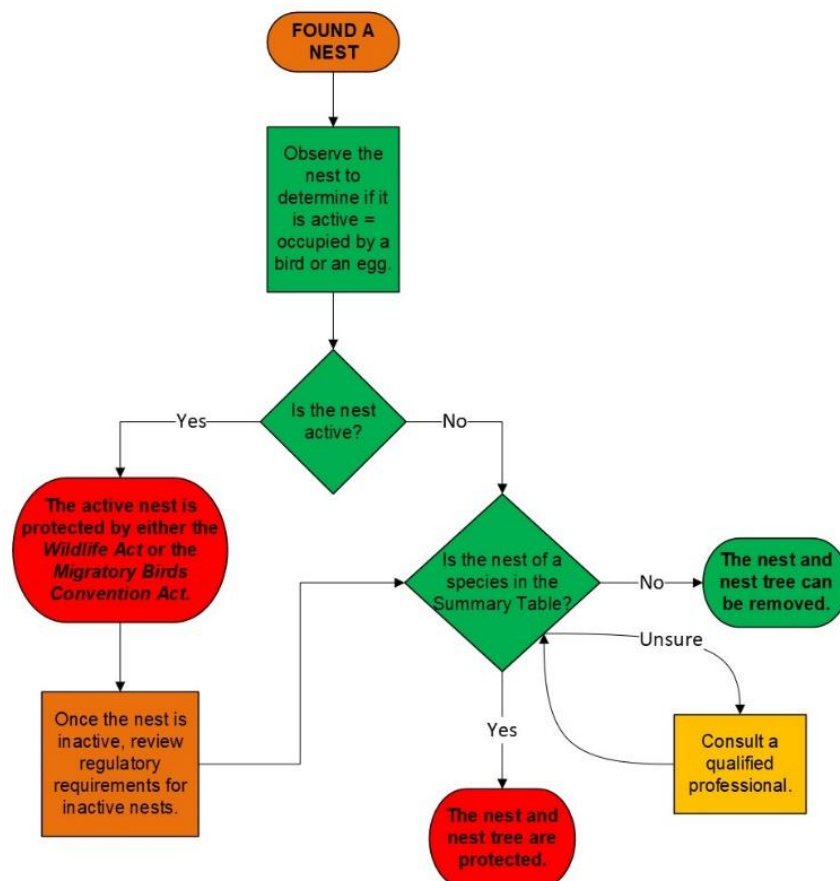 FOUND A
NEST
Observe the
nest to
determine if it
is active =
occupied by a
bird or an egg.
Is the nest
active?
Yes
No
The active nest is
protected by either the
Wildlife Act or the
Migratory Birds
Convention Act.
Is the nest of a
species in the
Summary Table?
No
The nest and
nest tree can
be removed.
Unsure
Once the nest is
inactive, review
regulatory
requirements for
inactive nests.
Yes
Consult a
qualified
professional.
The nest and
nest tree are
protected.